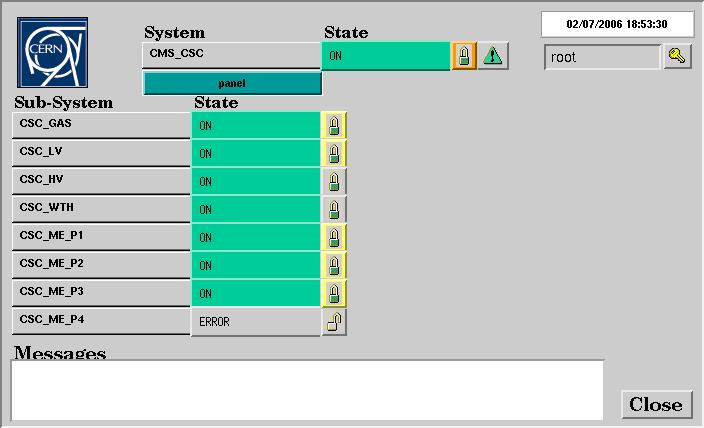 CERN
System State 02/07/2006 18:53:30
CMS_CSC ON root
panel
Sub-System State
CSC_GAS ON
CSC_LV ON
CSC_HV ON
CSC_WTH ON
CSC_ME_P1 ON
CSC_ME_P2 ON
CSC_ME_P3 ON
CSC_ME_P4 ERROR
Messages
Close